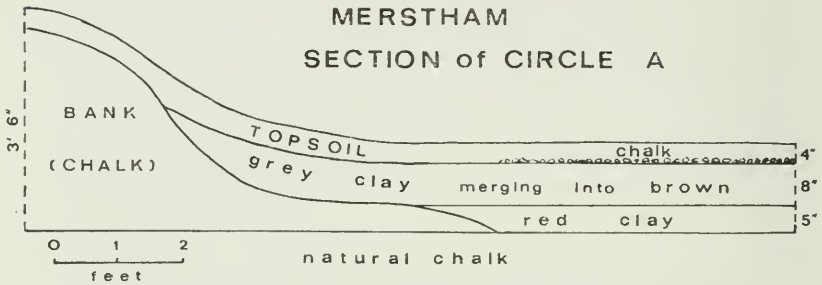 MERSTHAM
SECTION of CIRCLE A
BANK
(CHALK)
3' 6"
TOPSOIL
chalk
4"
grey clay merging into brown
8"
red clay
5"
0 1 2
feet
natural chalk